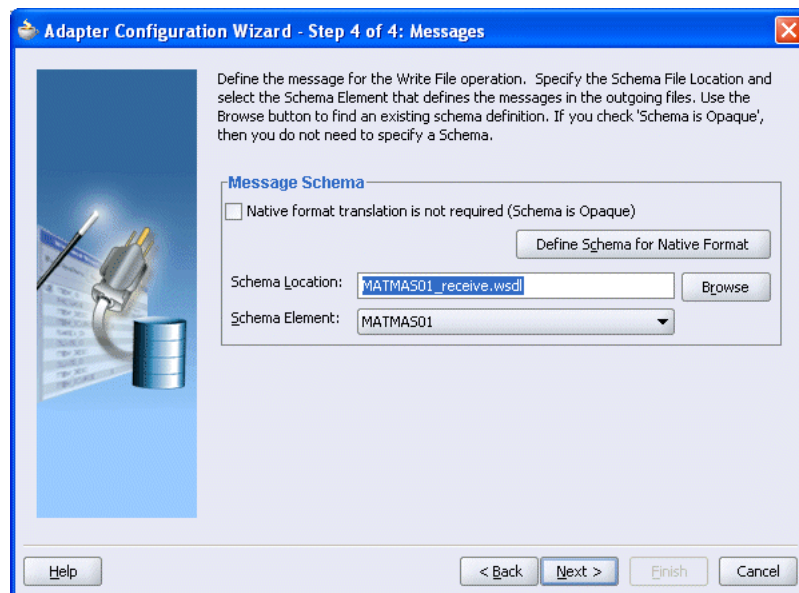 Adapter Configuration Wizard - Step 4 of 4: Messages
Define the message for the Write File operation.  Specify the Schema File Location and
select the Schema Element that defines the messages in the outgoing files. Use the
Browse button to find an existing schema definition. If you check 'Schema is Opaque',
then you do not need to specify a Schema.
Message Schema
Native format translation is not required (Schema is Opaque)
Define Schema for Native Format
Schema Location: MATMAS01_receive.wsdl Browse
Schema Element: MATMAS01
Help < Back Next > Finish Cancel